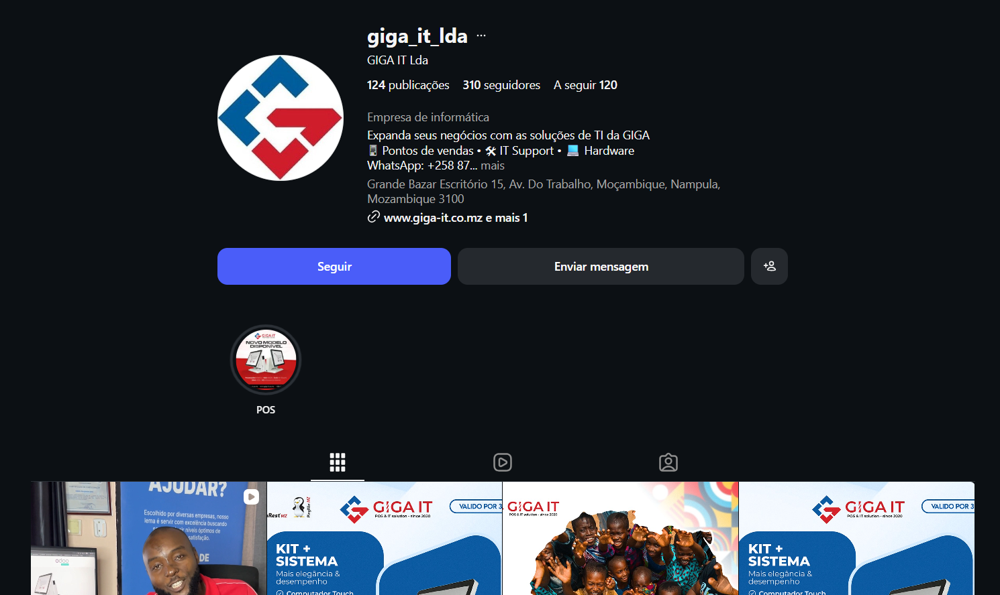 giga_it_lda ...
GIGA IT Lda
124 publicações 310 seguidores A seguir 120
Empresa de informática
Expanda seus negócios com as soluções de TI da GIGA
Pontos de vendas • IT Support • Hardware
WhatsApp: +258 87... mais
Grande Bazar Escritório 15, Av. Do Trabalho, Moçambique, Nampula,
Mozambique 3100
www.giga-it.co.mz e mais 1
Seguir
Enviar mensagem
GIGA IT
NOVO MODELO
DISPONÍVEL
POS
AJUDAR?
Escolhido por diversas empresas, nosso
lema é servir com excelência buscando
níveis óptimos de
satisfação.
DE
odoo
Rest MZ
PingWin MZ
GIGA IT
POS & IT solution - since 2020
VALIDO POR 3
KIT +
SISTEMA
Mais elegância &
desempenho
Computador Touch
GIGA IT
POS & IT solution - since 2020
GIGA IT
POS & IT solution - since 2020
VALIDO POR 3
KIT +
SISTEMA
Mais elegância &
desempenho
Computador Touch